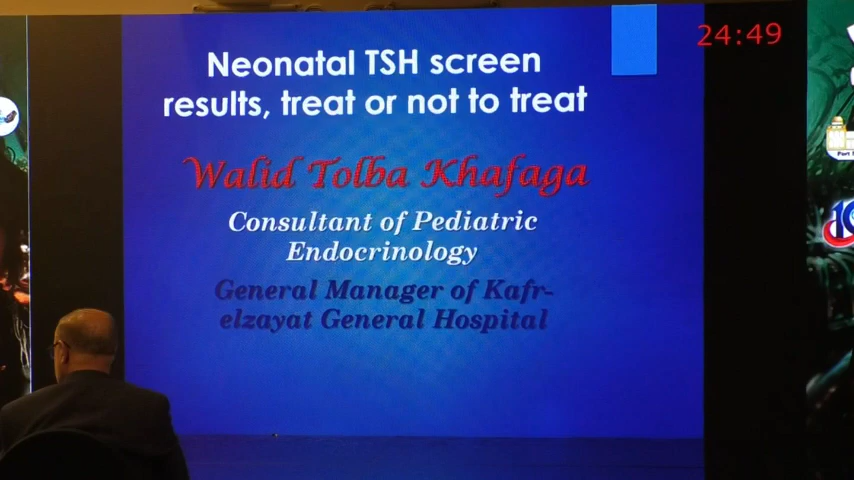 Neonatal TSH screen
results, treat or not to treat
Walid Tolba Khafaga
Consultant of Pediatric
Endocrinology
General Manager of Kafr-
elzayat General Hospital
24:49
Port